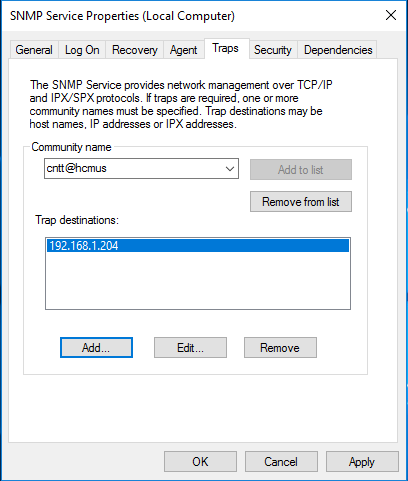 SNMP Service Properties (Local Computer)
General Log On Recovery Agent Traps Security Dependencies
The SNMP Service provides network management over TCP/IP
and IPX/SPX protocols. If traps are required, one or more
community names must be specified. Trap destinations may be
host names, IP addresses or IPX addresses.
Community name
cntt@hcmus
Add to list
Remove from list
Trap destinations:
192.168.1.204
Add... Edit... Remove
OK Cancel Apply